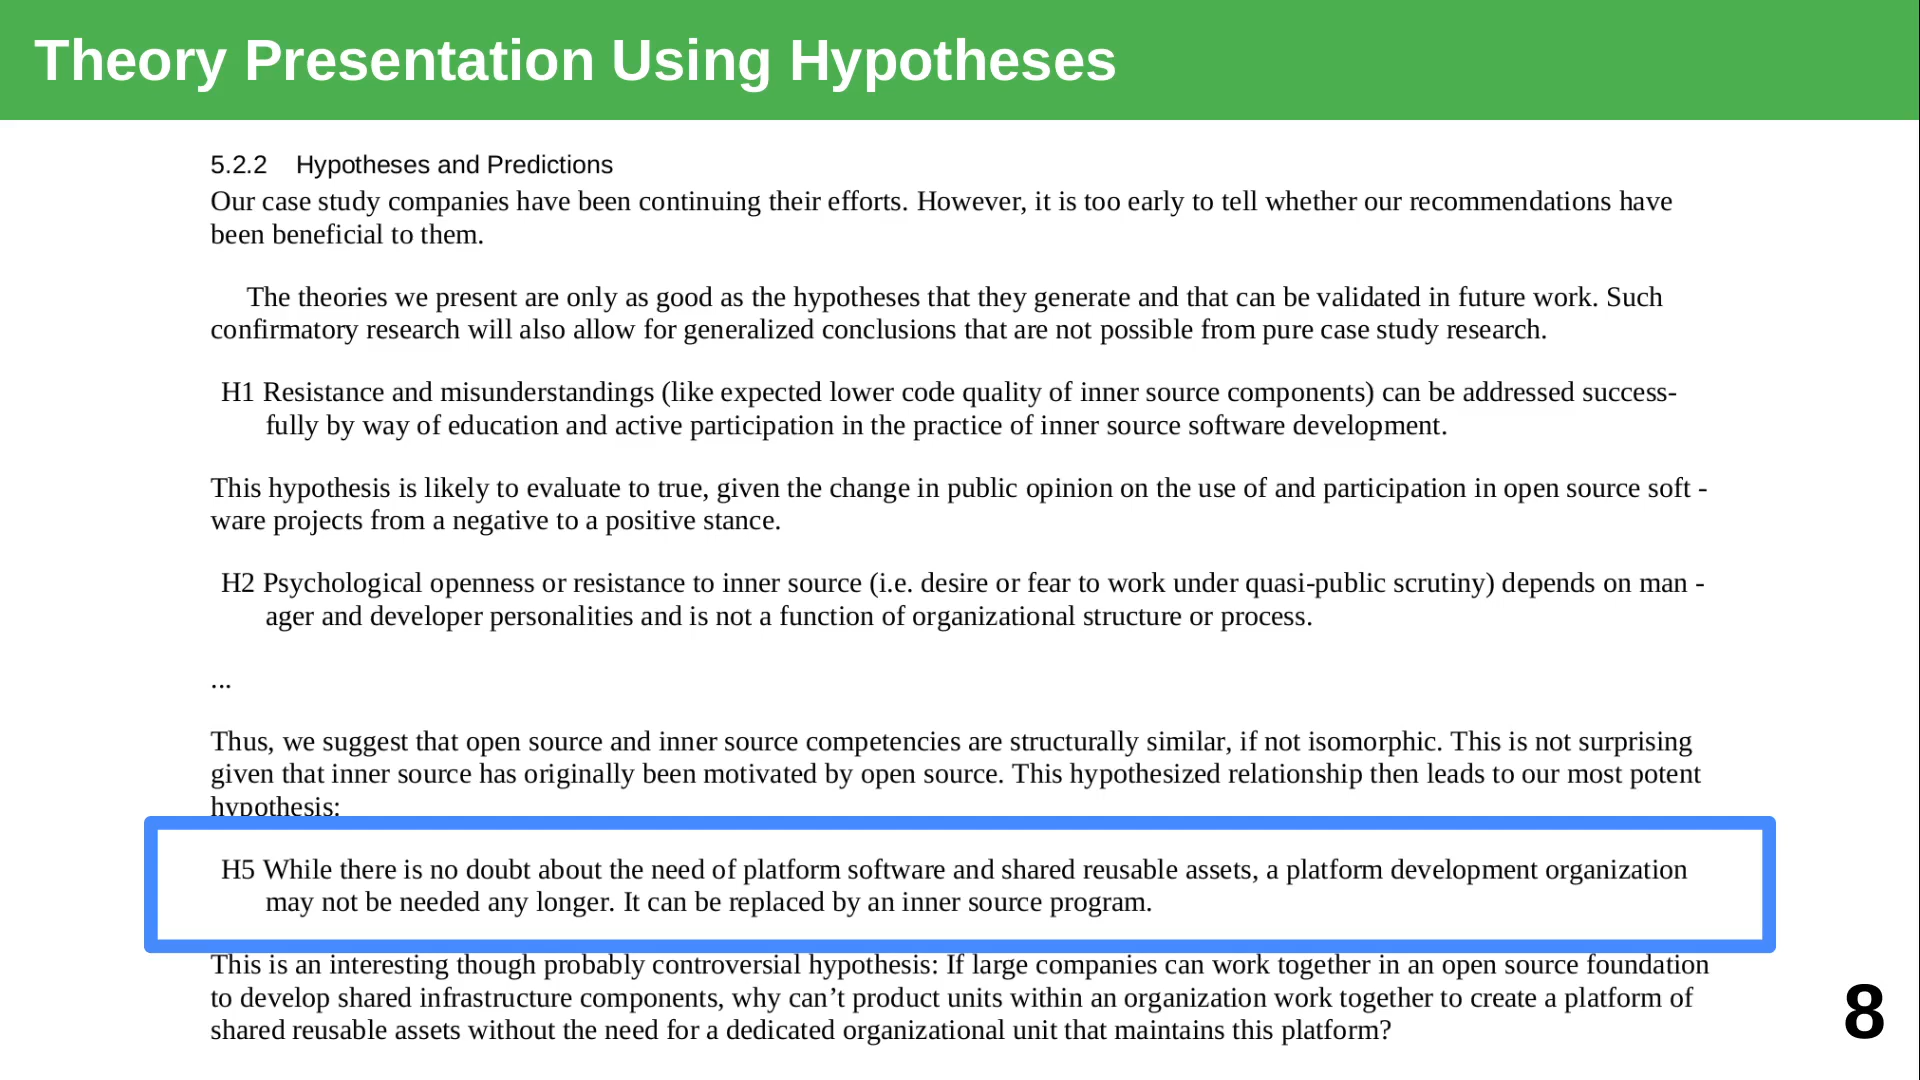 Theory Presentation Using Hypotheses
5.2.2 Hypotheses and Predictions
Our case study companies have been continuing their efforts. However, it is too early to tell whether our recommendations have
been beneficial to them.
The theories we present are only as good as the hypotheses that they generate and that can be validated in future work. Such
confirmatory research will also allow for generalized conclusions that are not possible from pure case study research.
H1 Resistance and misunderstandings (like expected lower code quality of inner source components) can be addressed success-
fully by way of education and active participation in the practice of inner source software development.
This hypothesis is likely to evaluate to true, given the change in public opinion on the use of and participation in open source soft -
ware projects from a negative to a positive stance.
H2 Psychological openness or resistance to inner source (i.e. desire or fear to work under quasi-public scrutiny) depends on man -
ager and developer personalities and is not a function of organizational structure or process.
...
Thus, we suggest that open source and inner source competencies are structurally similar, if not isomorphic. This is not surprising
given that inner source has originally been motivated by open source. This hypothesized relationship then leads to our most potent
hypothesis:
H5 While there is no doubt about the need of platform software and shared reusable assets, a platform development organization
may not be needed any longer. It can be replaced by an inner source program.
This is an interesting though probably controversial hypothesis: If large companies can work together in an open source foundation
to develop shared infrastructure components, why can’t product units within an organization work together to create a platform of
shared reusable assets without the need for a dedicated organizational unit that maintains this platform?
8